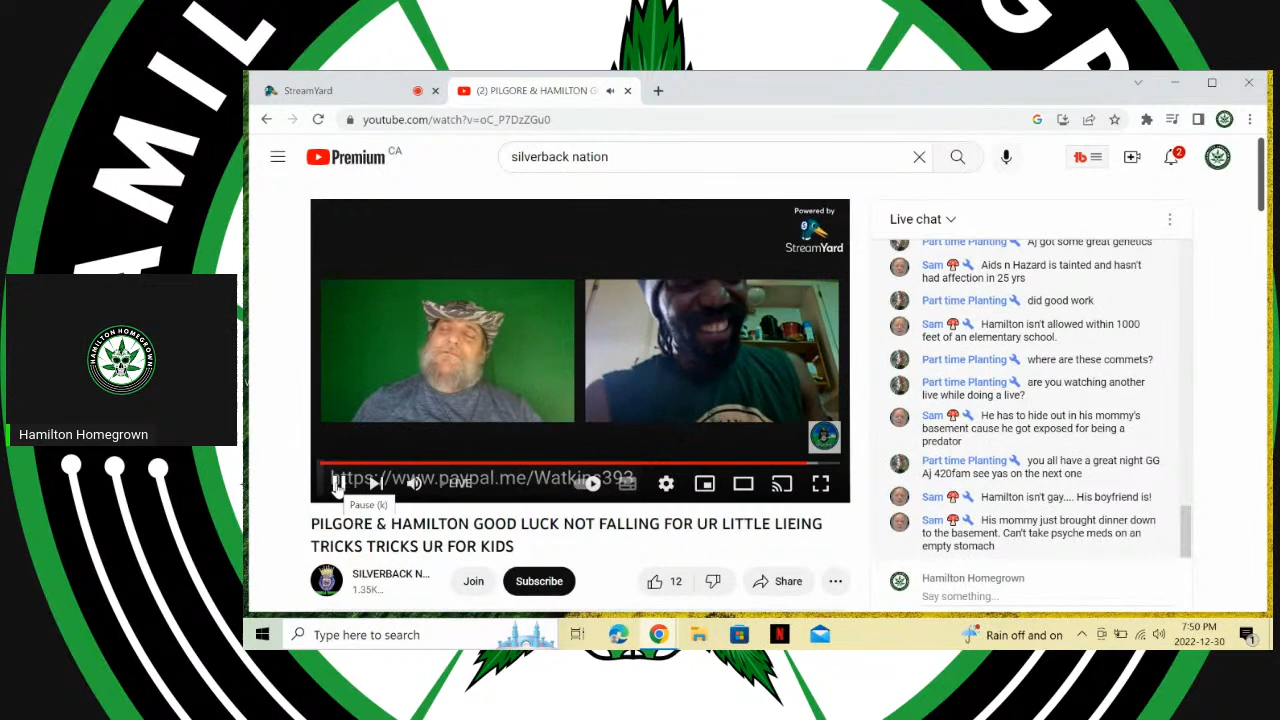 AMIL
GR
StreamYard
(2) PILGORE & HAMILTON G
youtube.com/watch?v=oC_P7DzZGu0
Premium CA
silverback nation
2
Powered by
StreamYard
https://www.paypal.me/Watkins393
LIVE
Pause (k)
PILGORE & HAMILTON GOOD LUCK NOT FALLING FOR UR LITTLE LIEING
TRICKS TRICKS UR FOR KIDS
SILVERBACK N...
1.35K...
Join
Subscribe
12
Share
Live chat
Part time Planting Aj got some great genetics
Sam Aids n Hazard is tainted and hasn't
had affection in 25 yrs
Part time Planting did good work
Sam Hamilton isn't allowed within 1000
feet of an elementary school.
Part time Planting where are these commets?
Part time Planting are you watching another
live while doing a live?
Sam He has to hide out in his mommy's
basement cause he got exposed for being a
predator
Part time Planting you all have a great night GG
Aj 420fam see yas on the next one
Sam Hamilton isn't gay.... His boyfriend is!
Sam His mommy just brought dinner down
to the basement. Can't take psyche meds on an
empty stomach
Hamilton Homegrown
Say something...
HAMILTON HOMEGROWN
Hamilton Homegrown
Type here to search
Rain off and on
7:50 PM
2022-12-30
1